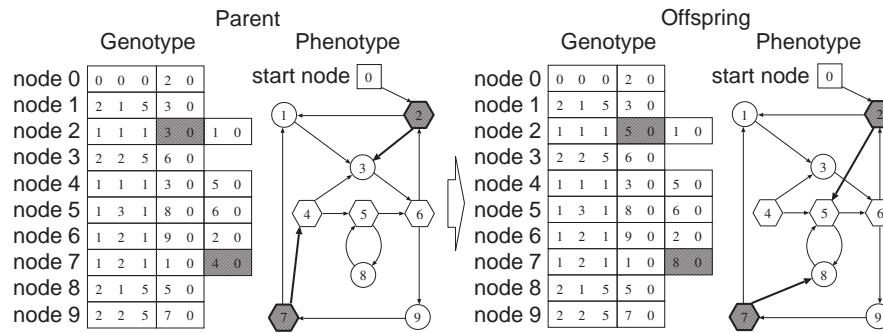 Parent
Offspring
Genotype
Phenotype
Genotype
Phenotype
node 0 0 0 0 2 0
node 1 2 1 5 3 0
node 2 1 1 1 3 0 1 0
node 3 2 2 5 6 0
node 4 1 1 1 3 0 5 0
node 5 1 3 1 8 0 6 0
node 6 1 2 1 9 0 2 0
node 7 1 2 1 1 0 4 0
node 8 2 1 5 5 0
node 9 2 2 5 7 0
start node 0
1
2
3
4
5
6
8
7
9
node 0 0 0 0 2 0
node 1 2 1 5 3 0
node 2 1 1 1 5 0 1 0
node 3 2 2 5 6 0
node 4 1 1 1 3 0 5 0
node 5 1 3 1 8 0 6 0
node 6 1 2 1 9 0 2 0
node 7 1 2 1 1 0 8 0
node 8 2 1 5 5 0
node 9 2 2 5 7 0
start node 0
1
2
3
4
5
6
8
7
9